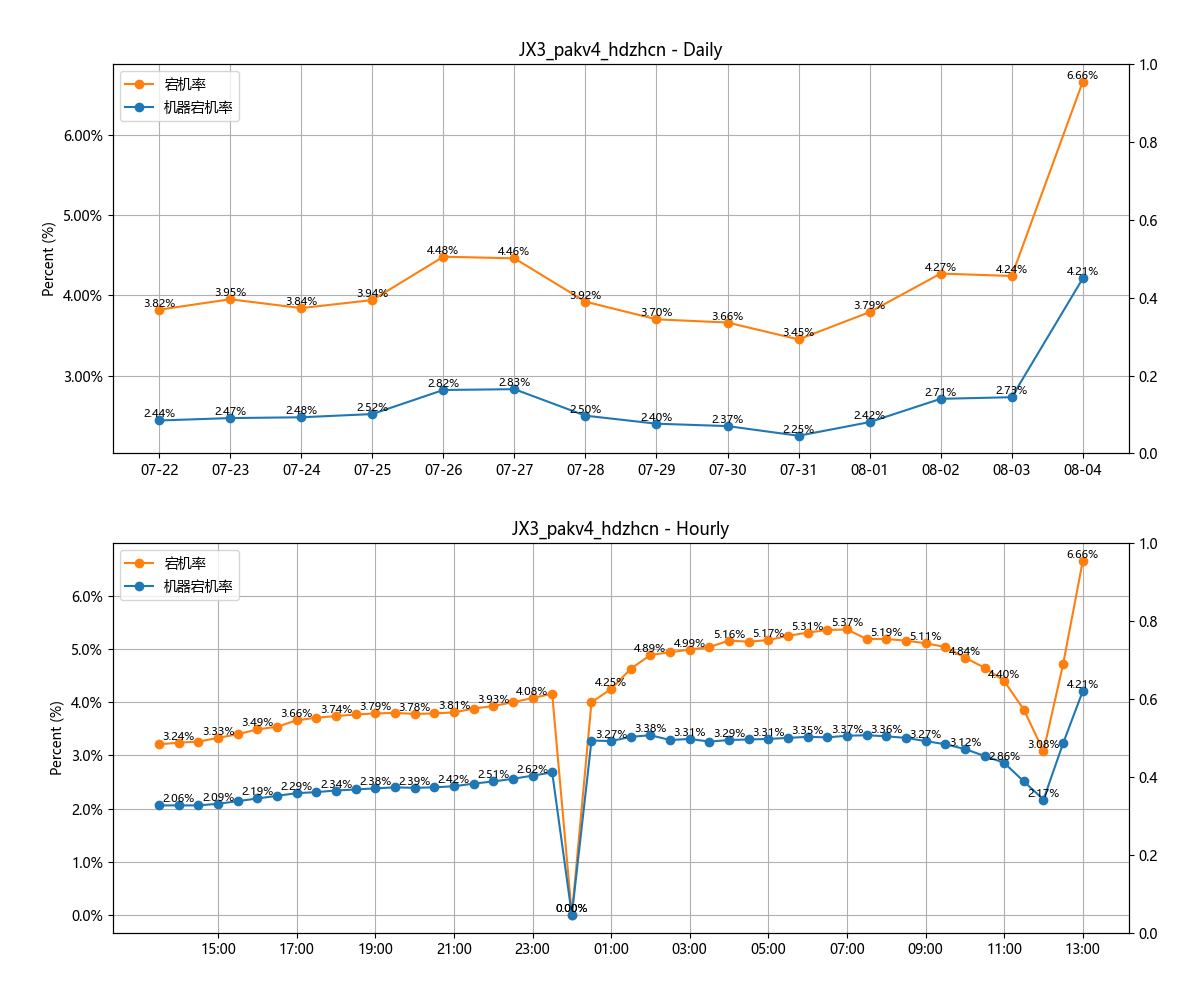 JX3_pakv4_hdzhcn - Daily
宕机率
机器宕机率
Percent (%)
6.00%
5.00%
4.00%
3.00%
1.0
0.8
0.6
0.4
0.2
0.0
3.82% 3.95% 3.84% 3.94% 4.48% 4.46% 3.92% 3.70% 3.66% 3.45% 3.79% 4.27% 4.24% 6.66%
2.44% 2.47% 2.48% 2.52% 2.82% 2.83% 2.50% 2.40% 2.37% 2.25% 2.42% 2.71% 2.73% 4.21%
07-22 07-23 07-24 07-25 07-26 07-27 07-28 07-29 07-30 07-31 08-01 08-02 08-03 08-04
JX3_pakv4_hdzhcn - Hourly
宕机率
机器宕机率
Percent (%)
6.0%
5.0%
4.0%
3.0%
2.0%
1.0%
0.0%
1.0
0.8
0.6
0.4
0.2
0.0
3.24% 3.33% 3.49% 3.66% 3.74% 3.79% 3.78% 3.81% 3.93% 4.08% 0.00% 4.25% 4.89% 4.99% 5.16% 5.17% 5.31% 5.37% 5.19% 5.11% 4.84% 4.40% 3.08% 6.66%
2.06% 2.09% 2.19% 2.29% 2.34% 2.38% 2.39% 2.42% 2.51% 2.62% 0.00% 3.27% 3.38% 3.31% 3.29% 3.31% 3.35% 3.37% 3.36% 3.27% 3.12% 2.86% 2.17% 4.21%
15:00 17:00 19:00 21:00 23:00 01:00 03:00 05:00 07:00 09:00 11:00 13:00